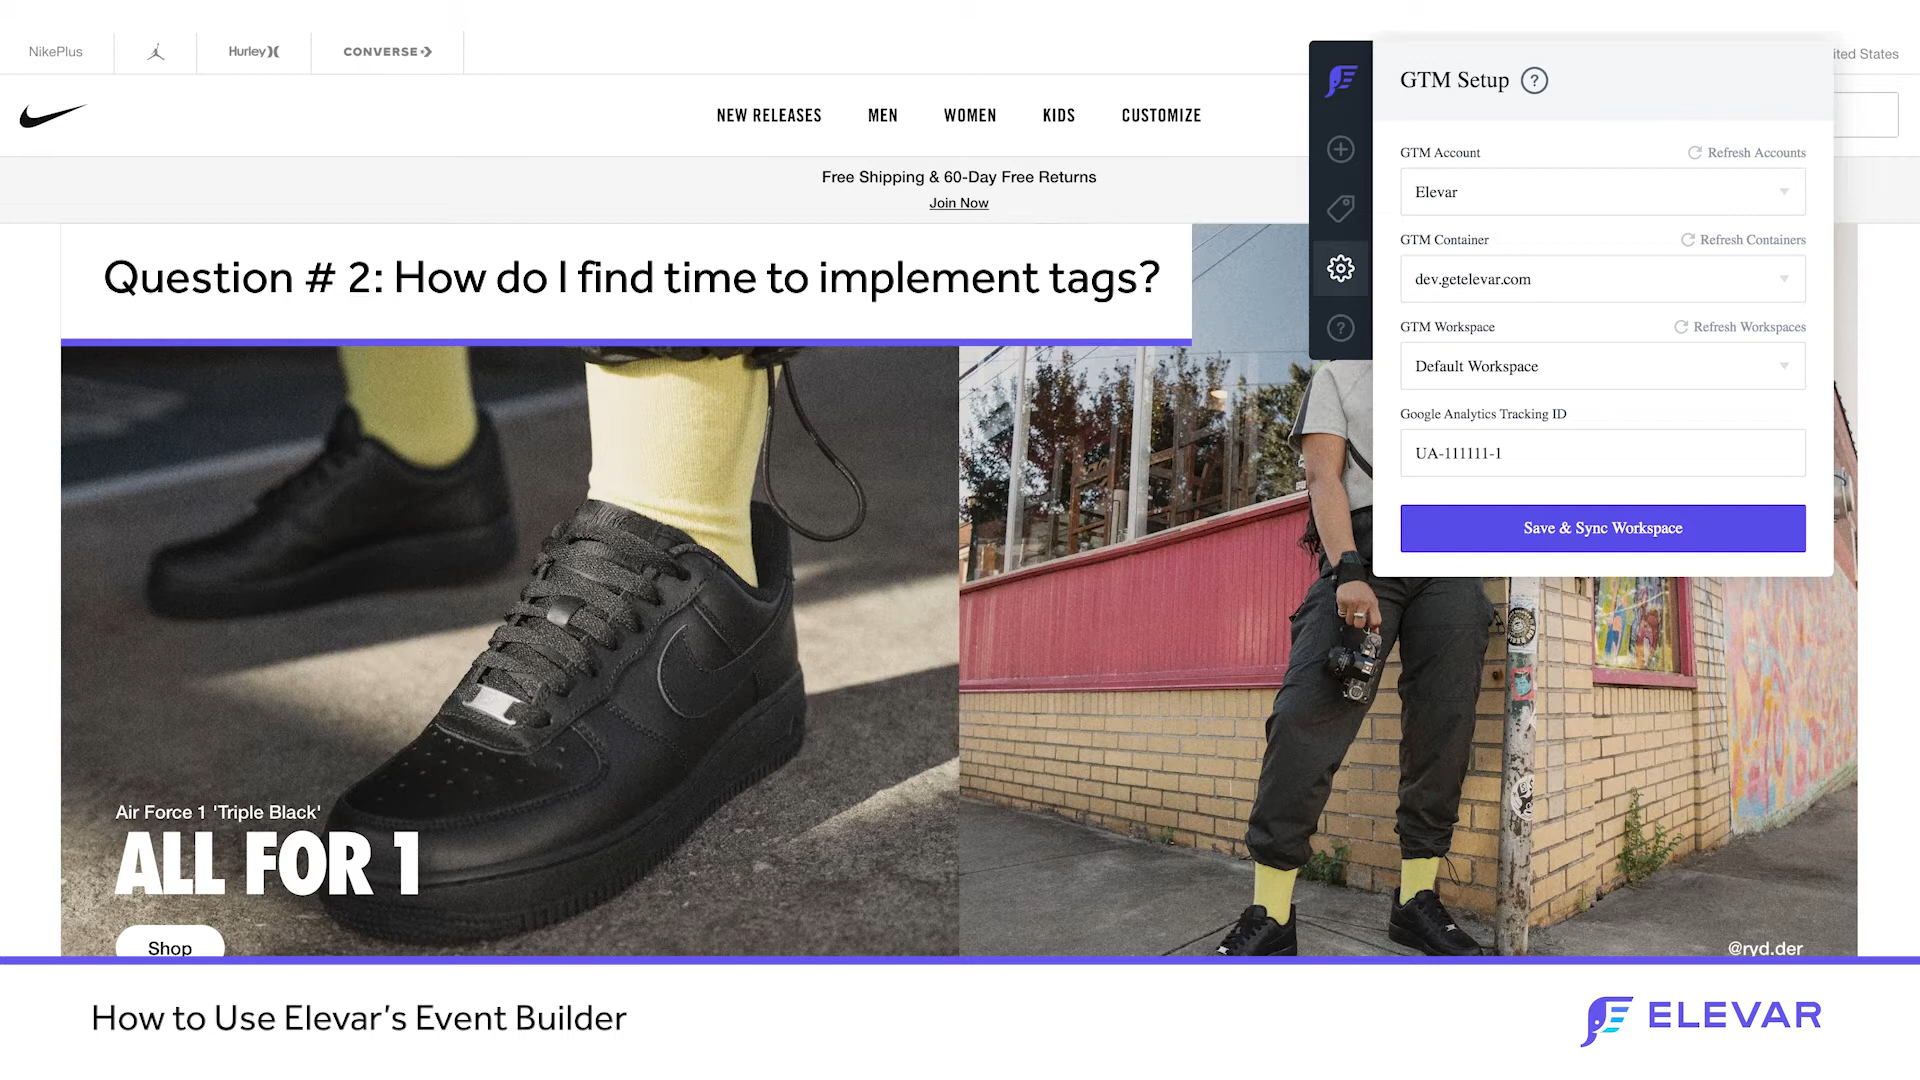 NikePlus
Hurley
CONVERSE
ited States
NEW RELEASES
MEN
WOMEN
KIDS
CUSTOMIZE
Free Shipping & 60-Day Free Returns
Join Now
Question # 2: How do I find time to implement tags?
GTM Setup ?
GTM Account
Refresh Accounts
Elevar
GTM Container
Refresh Containers
dev.getelevar.com
GTM Workspace
Refresh Workspaces
Default Workspace
Google Analytics Tracking ID
UA-111111-1
Save & Sync Workspace
?
Air Force 1 'Triple Black'
ALL FOR 1
Shop
@ryd.der
How to Use Elevar’s Event Builder
ELEVAR